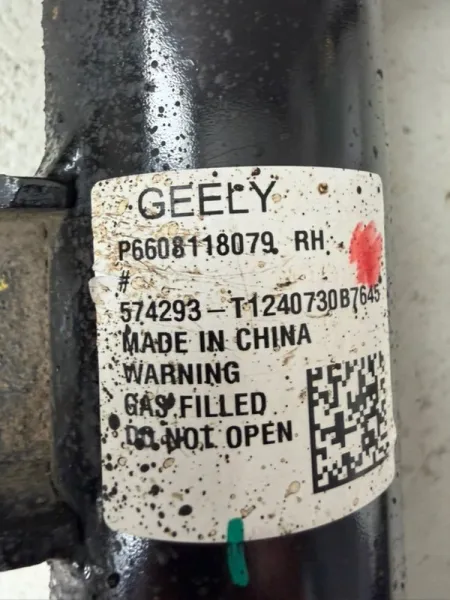 GEELY
P6608118079 RH
#
574293-T1240730B7645
MADE IN CHINA
WARNING
GAS FILLED
DO NOT OPEN